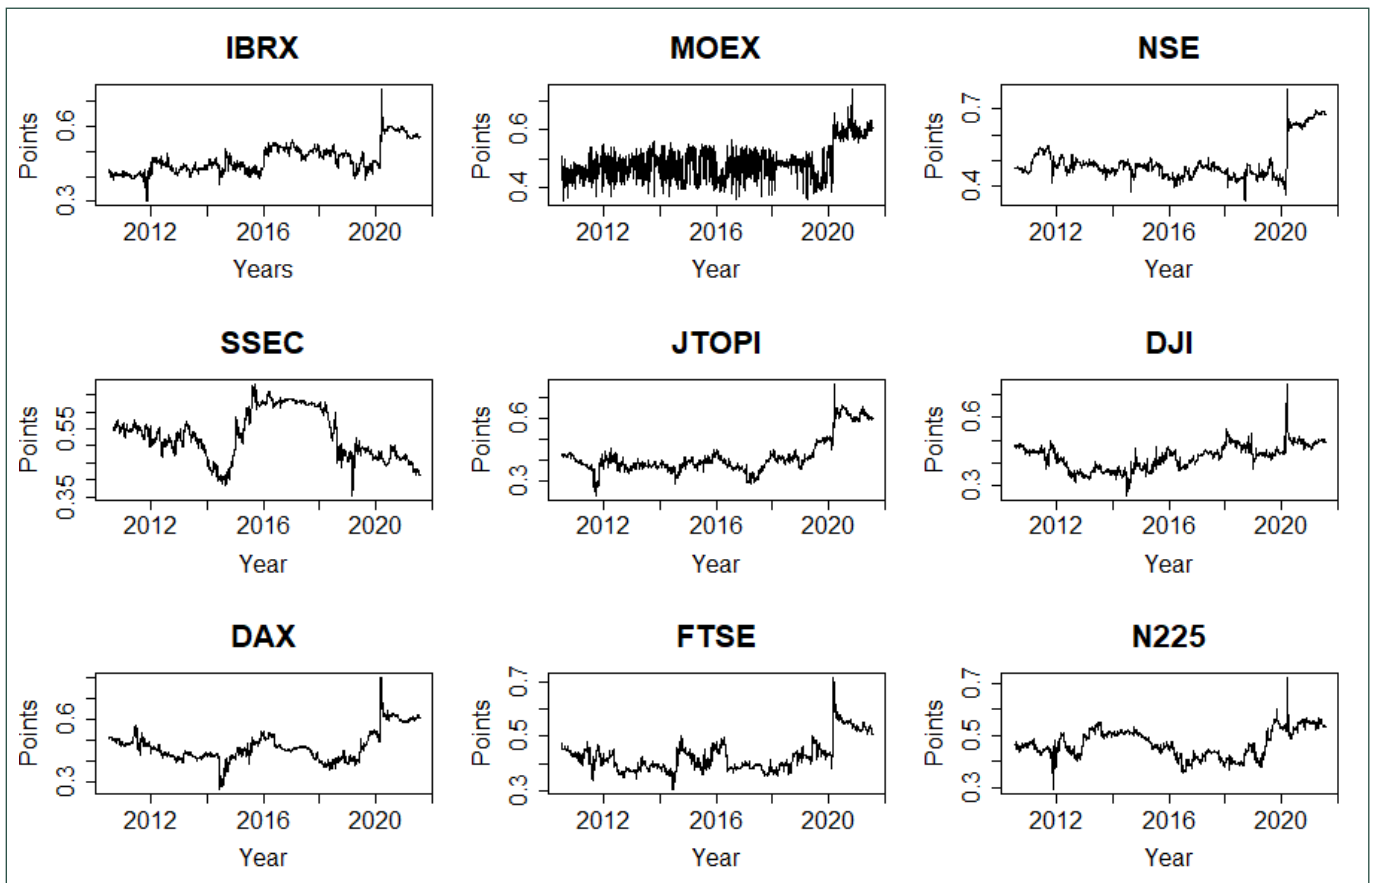 IBRX MOEX NSE
Points 0.3 0.6 Points 0.4 0.6 Points 0.4 0.7
2012 2016 2020 2012 2016 2020 2012 2016 2020
Years Year Year
SSEC JTOPI DJI
Points 0.35 0.55 Points 0.3 0.6 Points 0.3 0.6
2012 2016 2020 2012 2016 2020 2012 2016 2020
Year Year Year
DAX FTSE N225
Points 0.3 0.6 Points 0.3 0.5 0.7 Points 0.3 0.5 0.7
2012 2016 2020 2012 2016 2020 2012 2016 2020
Year Year Year